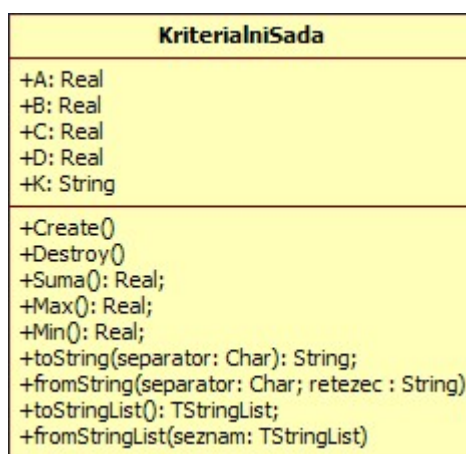 KriterialniSada
+A: Real
+B: Real
+C: Real
+D: Real
+K: String
+Create()
+Destroy()
+Suma(): Real;
+Max(): Real;
+Min(): Real;
+toString(separator: Char): String;
+fromString(separator: Char; retezec : String)
+toStringList(): TStringList;
+fromStringList(seznam: TStringList)